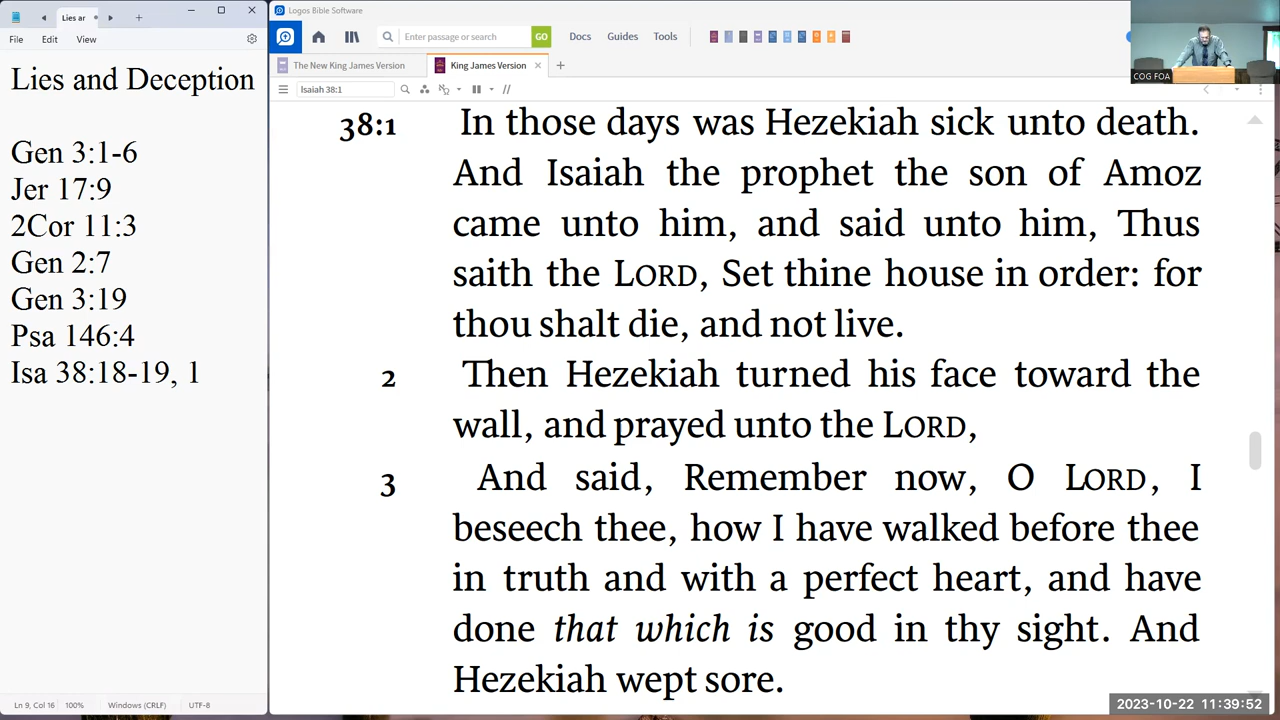 Lies ar
File Edit View
Lies and Deception
Gen 3:1-6
Jer 17:9
2Cor 11:3
Gen 2:7
Gen 3:19
Psa 146:4
Isa 38:18-19, 1
Ln 9, Col 16 100% Windows (CRLF) UTF-8
Logos Bible Software
Enter passage or search GO Docs Guides Tools
The New King James Version King James Version
Isaiah 38:1
38:1 In those days was Hezekiah sick unto death.
And Isaiah the prophet the son of Amoz
came unto him, and said unto him, Thus
saith the LORD, Set thine house in order: for
thou shalt die, and not live.
2 Then Hezekiah turned his face toward the
wall, and prayed unto the LORD,
3 And said, Remember now, O LORD, I
beseech thee, how I have walked before thee
in truth and with a perfect heart, and have
done that which is good in thy sight. And
Hezekiah wept sore.
COG FOA
2023-10-22 11:39:52